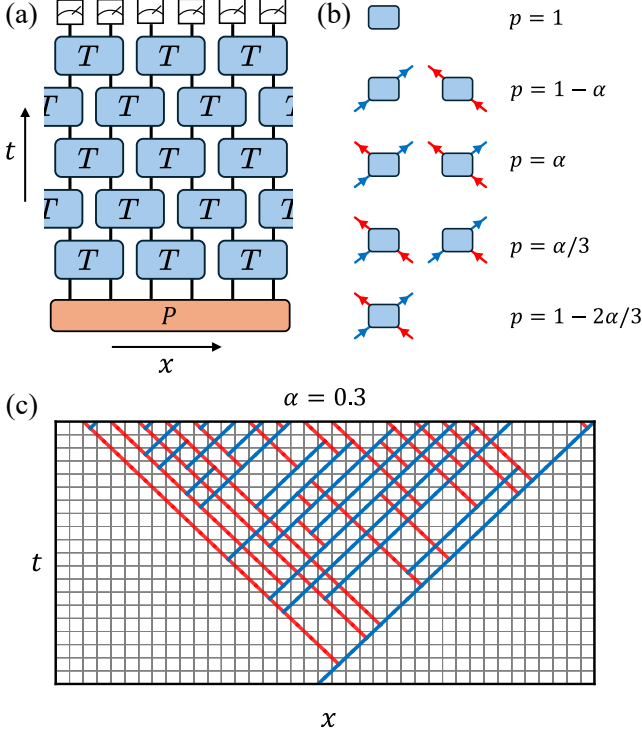 (a)
T T T
T T T T T
T T T
T T T T T
T T T
P
t
x
(b)
p = 1
p = 1 − α
p = α
p = α/3
p = 1 − 2α/3
(c)
α = 0.3
t
x